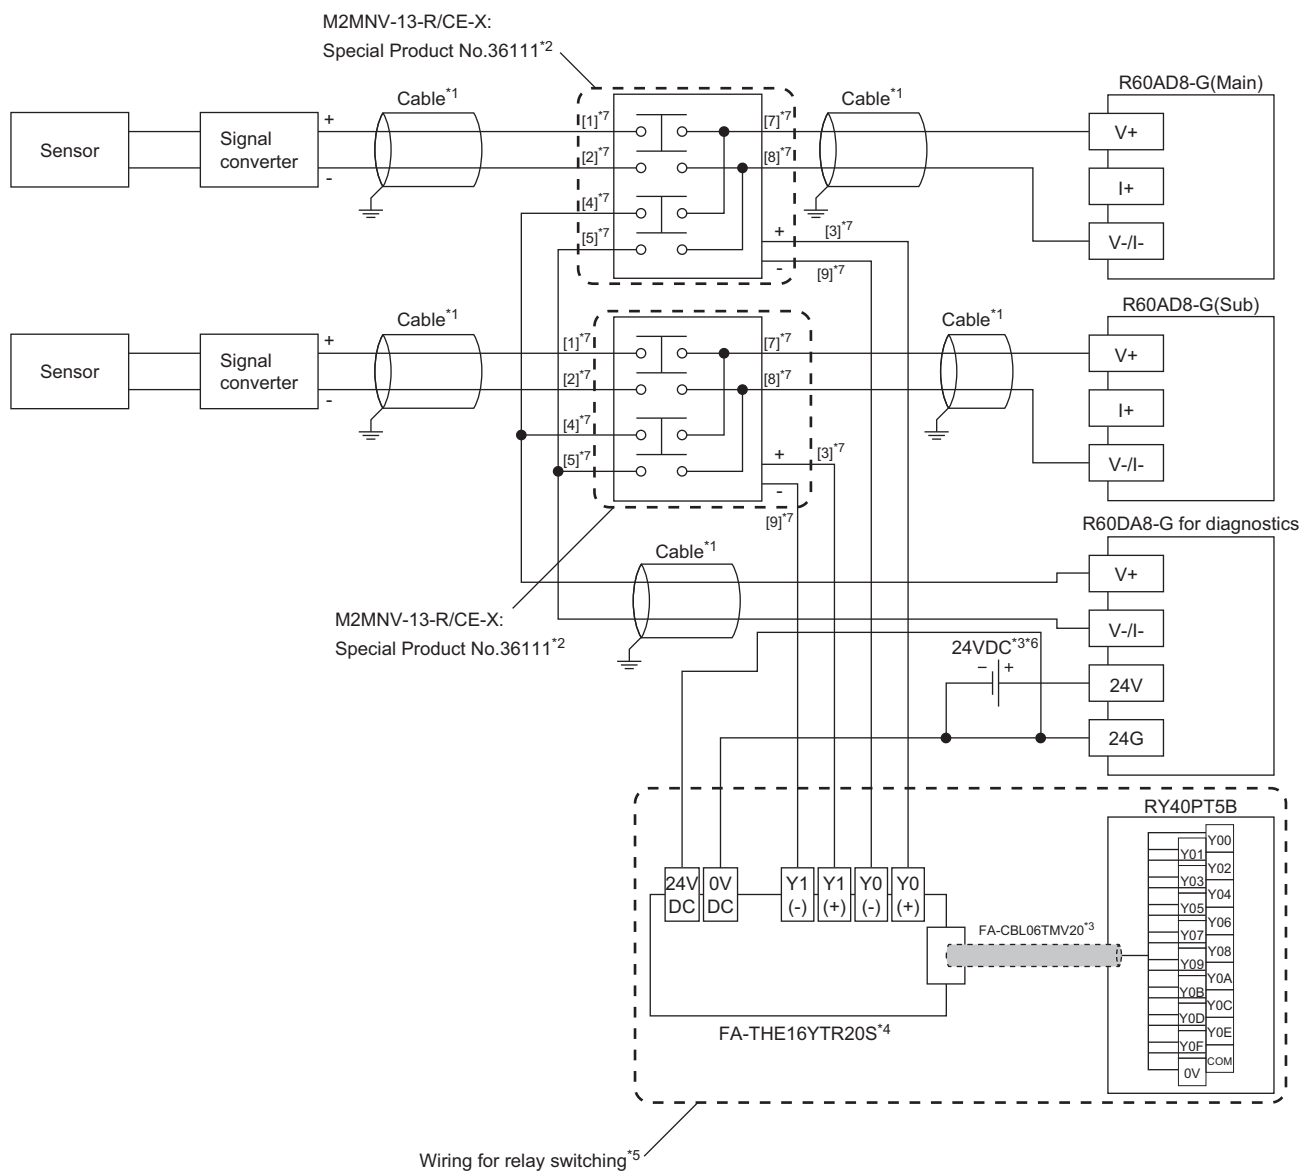 M2MNV-13-R/CE-X:
Special Product No.36111*2
R60AD8-G(Main)
Cable*1
Cable*1
Sensor
Signal
converter
+
-
[1]*7
[2]*7
[4]*7
[5]*7
[7]*7
[8]*7
+
-
[3]*7
[9]*7
V+
I+
V-/I-
R60AD8-G(Sub)
Cable*1
Cable*1
Sensor
Signal
converter
+
-
[1]*7
[2]*7
[4]*7
[5]*7
[7]*7
[8]*7
+
-
[3]*7
[9]*7
V+
I+
V-/I-
R60DA8-G for diagnostics
Cable*1
V+
V-/I-
24V
24G
M2MNV-13-R/CE-X:
Special Product No.36111*2
24VDC*3*6
− +
RY40PT5B
24V
DC
0V
DC
Y1
(-)
Y1
(+)
Y0
(-)
Y0
(+)
FA-CBL06TMV20*3
Y00
Y01
Y02
Y03
Y04
Y05
Y06
Y07
Y08
Y09
Y0A
Y0B
Y0C
Y0D
Y0E
Y0F
COM
0V
FA-THE16YTR20S*4
Wiring for relay switching*5